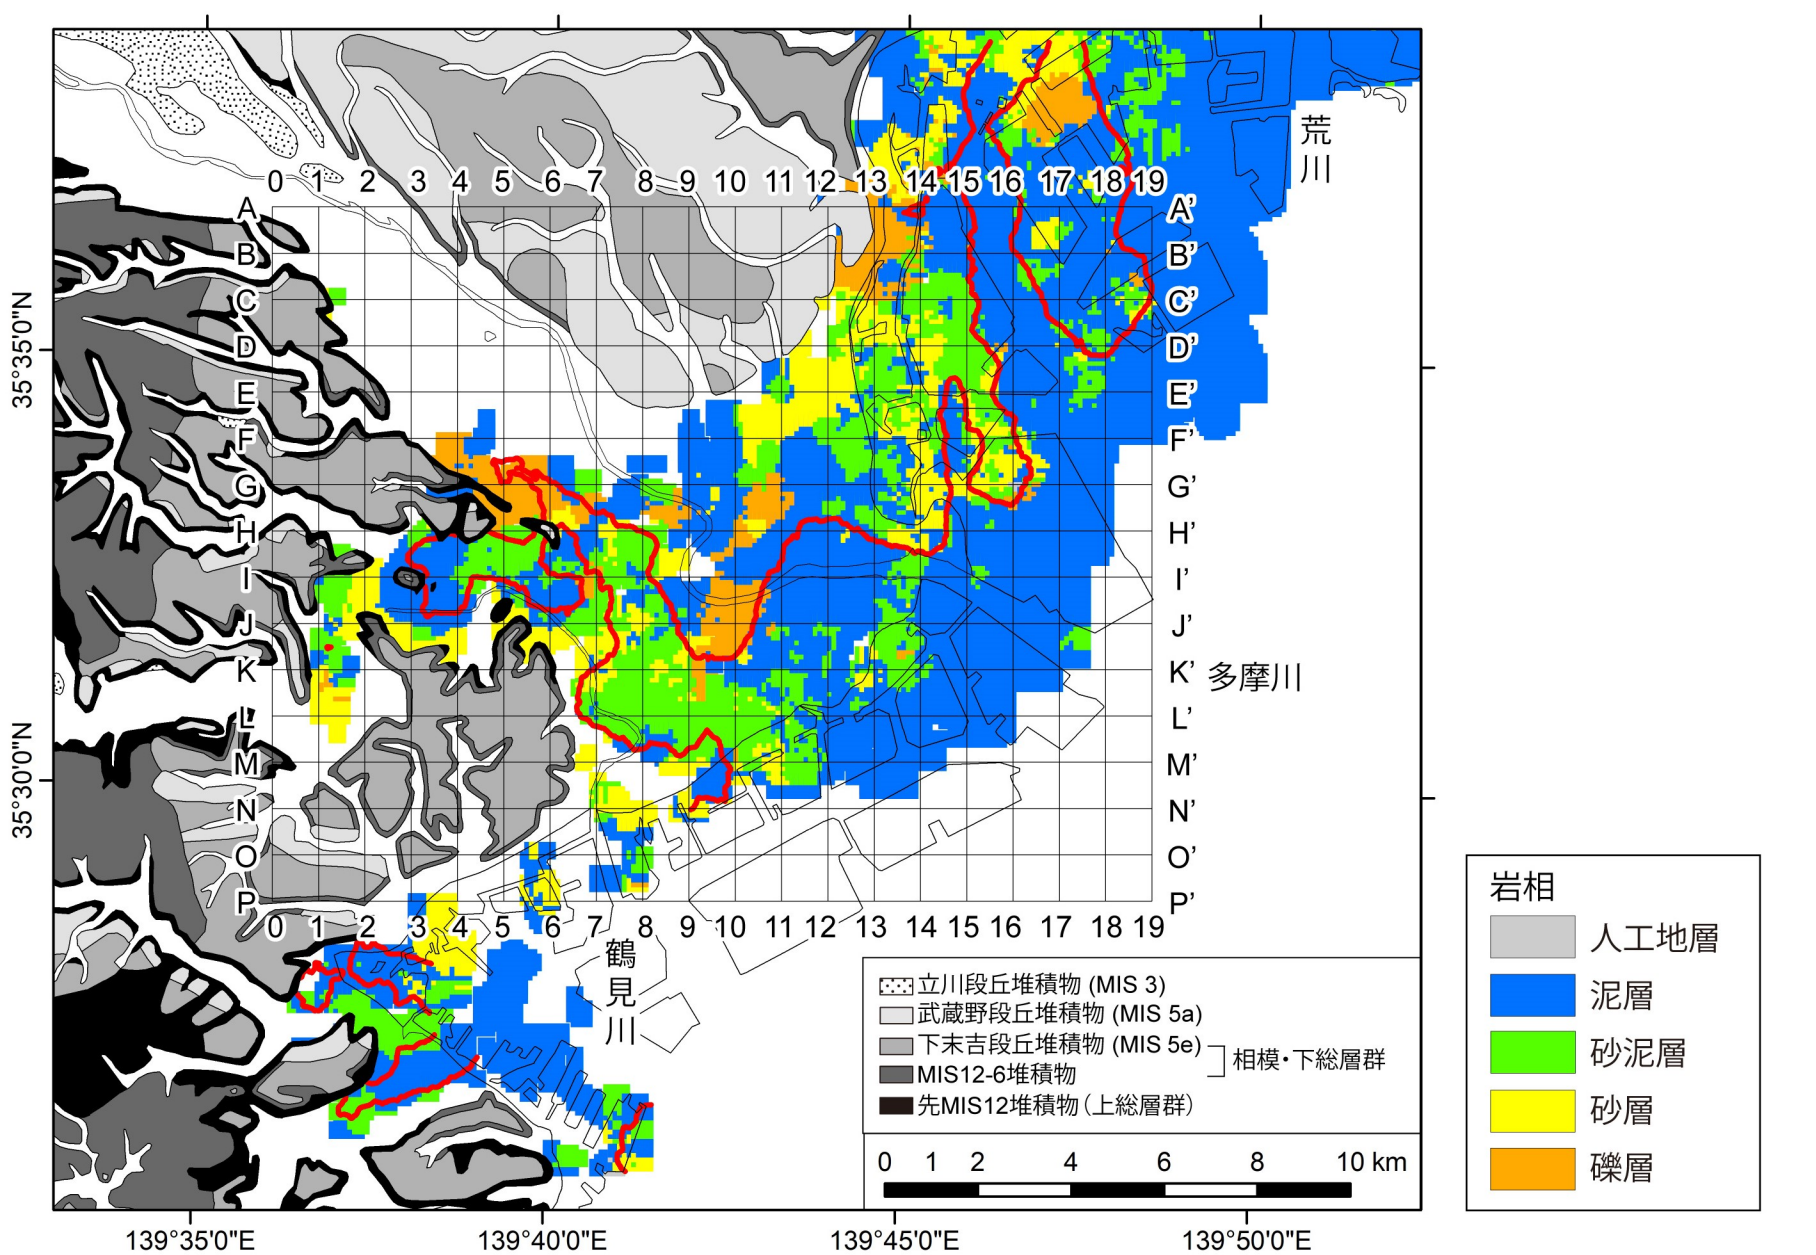 荒川
0 1 2 3 4 5 6 7 8 9 10 11 12 13 14 15 16 17 18 19
A A’
B B’
C C’
D D’
E E’
F F’
G G’
H H’
I I’
J J’
K K’
多摩川
L L’
M M’
N N’
O O’
P P’
0 1 2 3 4 5 6 7 8 9 10 11 12 13 14 15 16 17 18 19
鶴見川
35°35'0"N
35°30'0"N
139°35'0"E
139°40'0"E
139°45'0"E
139°50'0"E
立川段丘堆積物 (MIS 3)
武蔵野段丘堆積物 (MIS 5a)
下末吉段丘堆積物 (MIS 5e)
相模・下総層群
MIS12-6堆積物
先MIS12堆積物（上総層群）
0 1 2 4 6 8 10 km
岩相
人工地層
泥層
砂泥層
砂層
礫層